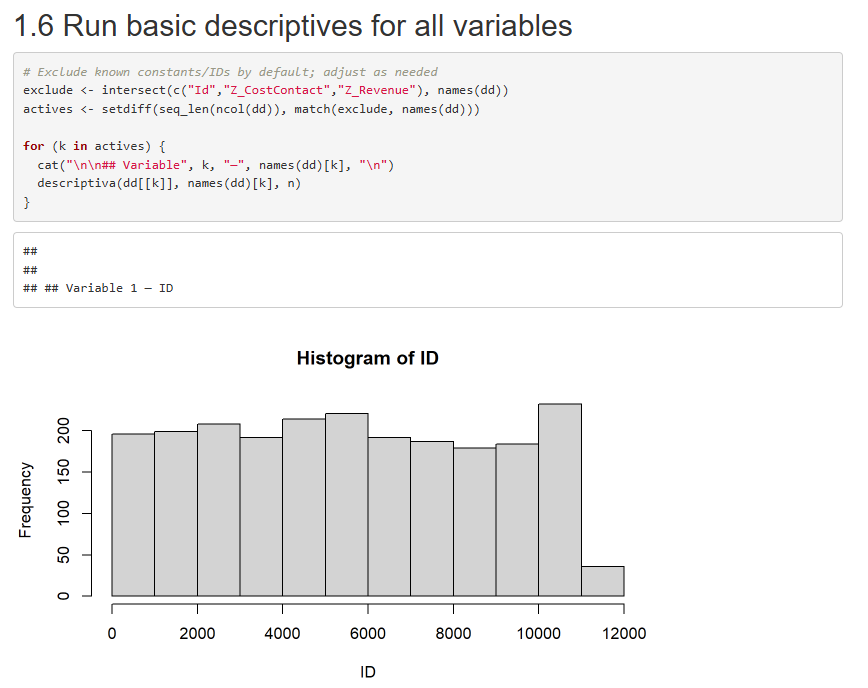 1.6 Run basic descriptives for all variables
# Exclude known constants/IDs by default; adjust as needed
exclude <- intersect(c("Id","Z_CostContact","Z_Revenue"), names(dd))
actives <- setdiff(seq_len(ncol(dd)), match(exclude, names(dd)))
for (k in actives) {
cat("\n\n## Variable", k, "—", names(dd)[k], "\n")
descriptiva(dd[[k]], names(dd)[k], n)
}
##
##
## ## Variable 1 — ID
Histogram of ID
Frequency
200
150
100
50
0
0 2000 4000 6000 8000 10000 12000
ID